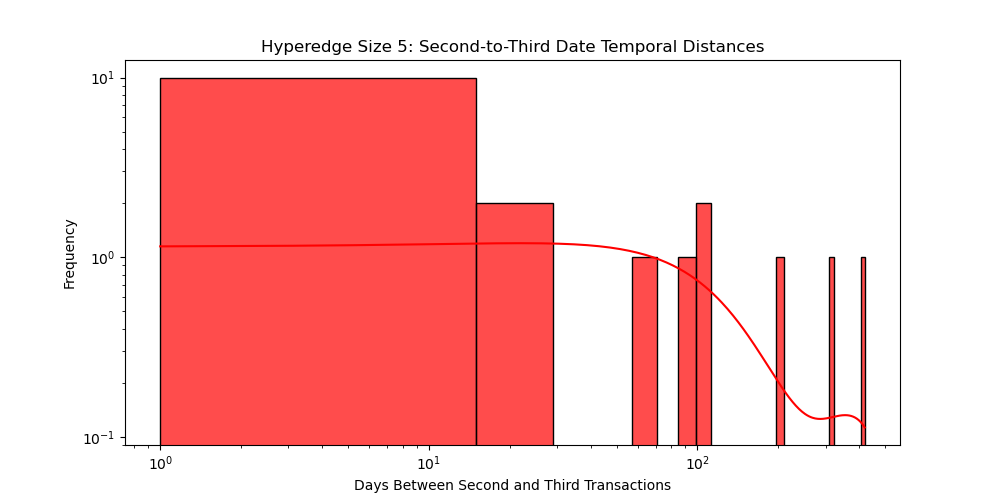 Hyperedge Size 5: Second-to-Third Date Temporal Distances
Frequency
10¹
10⁰
10⁻¹
10⁰ 10¹ 10²
Days Between Second and Third Transactions